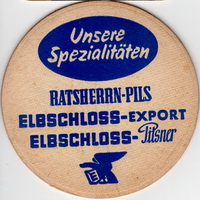 Unsere
Spezialitäten
RATSHERRN-PILS
ELBSCHLOSS-EXPORT
ELBSCHLOSS-Pilsner